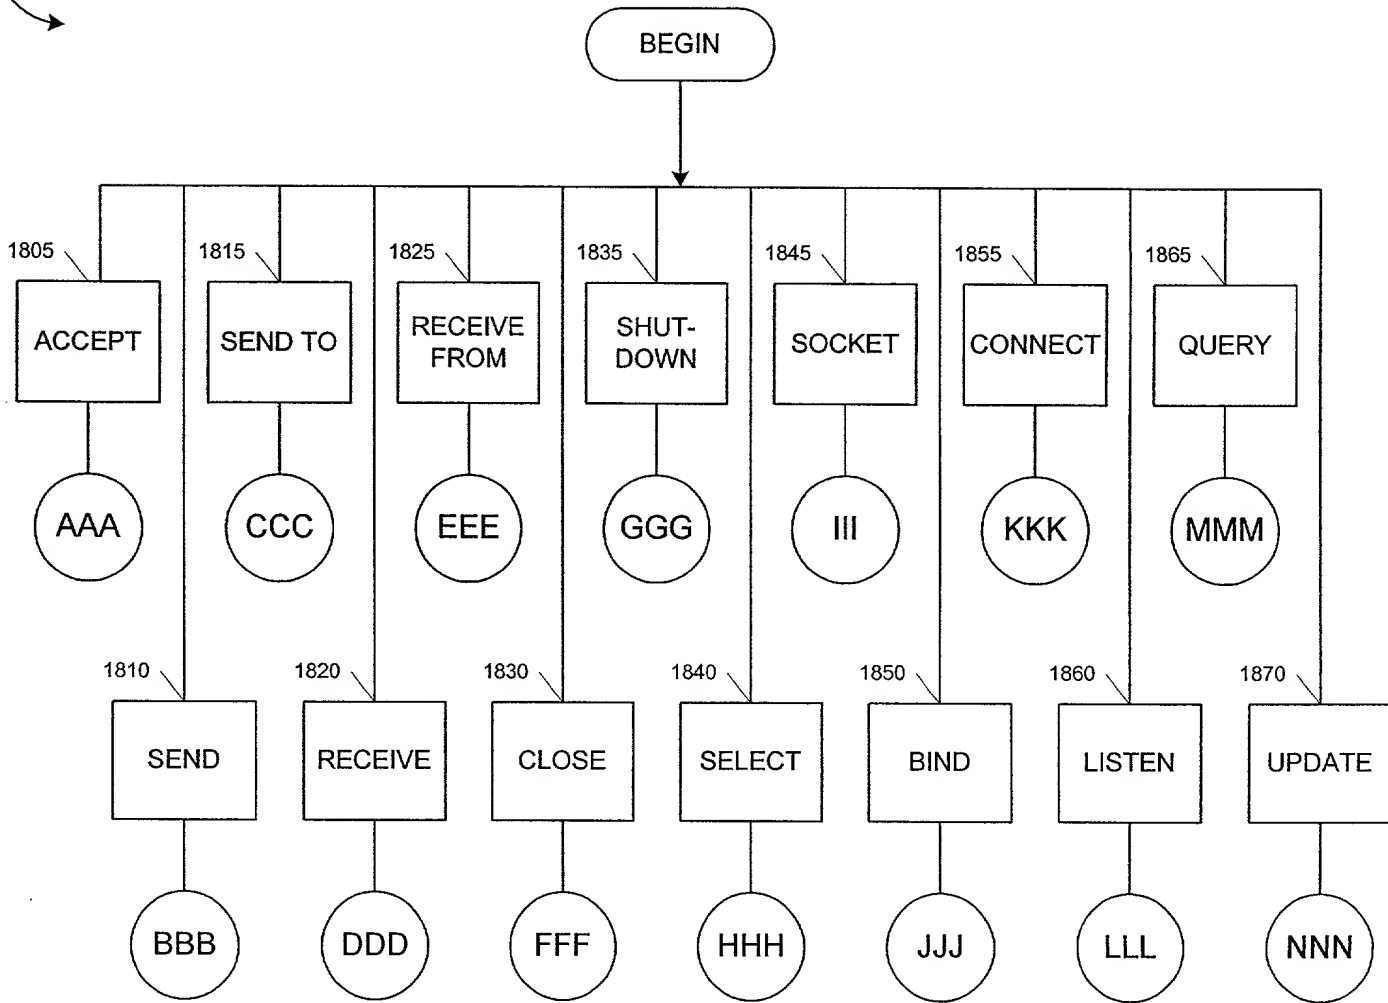 BEGIN
1805
1815
1825
1835
1845
1855
1865
ACCEPT
SEND TO
RECEIVE
FROM
SHUT-
DOWN
SOCKET
CONNECT
QUERY
AAA
CCC
EEE
GGG
III
KKK
MMM
1810
1820
1830
1840
1850
1860
1870
SEND
RECEIVE
CLOSE
SELECT
BIND
LISTEN
UPDATE
BBB
DDD
FFF
HHH
JJJ
LLL
NNN